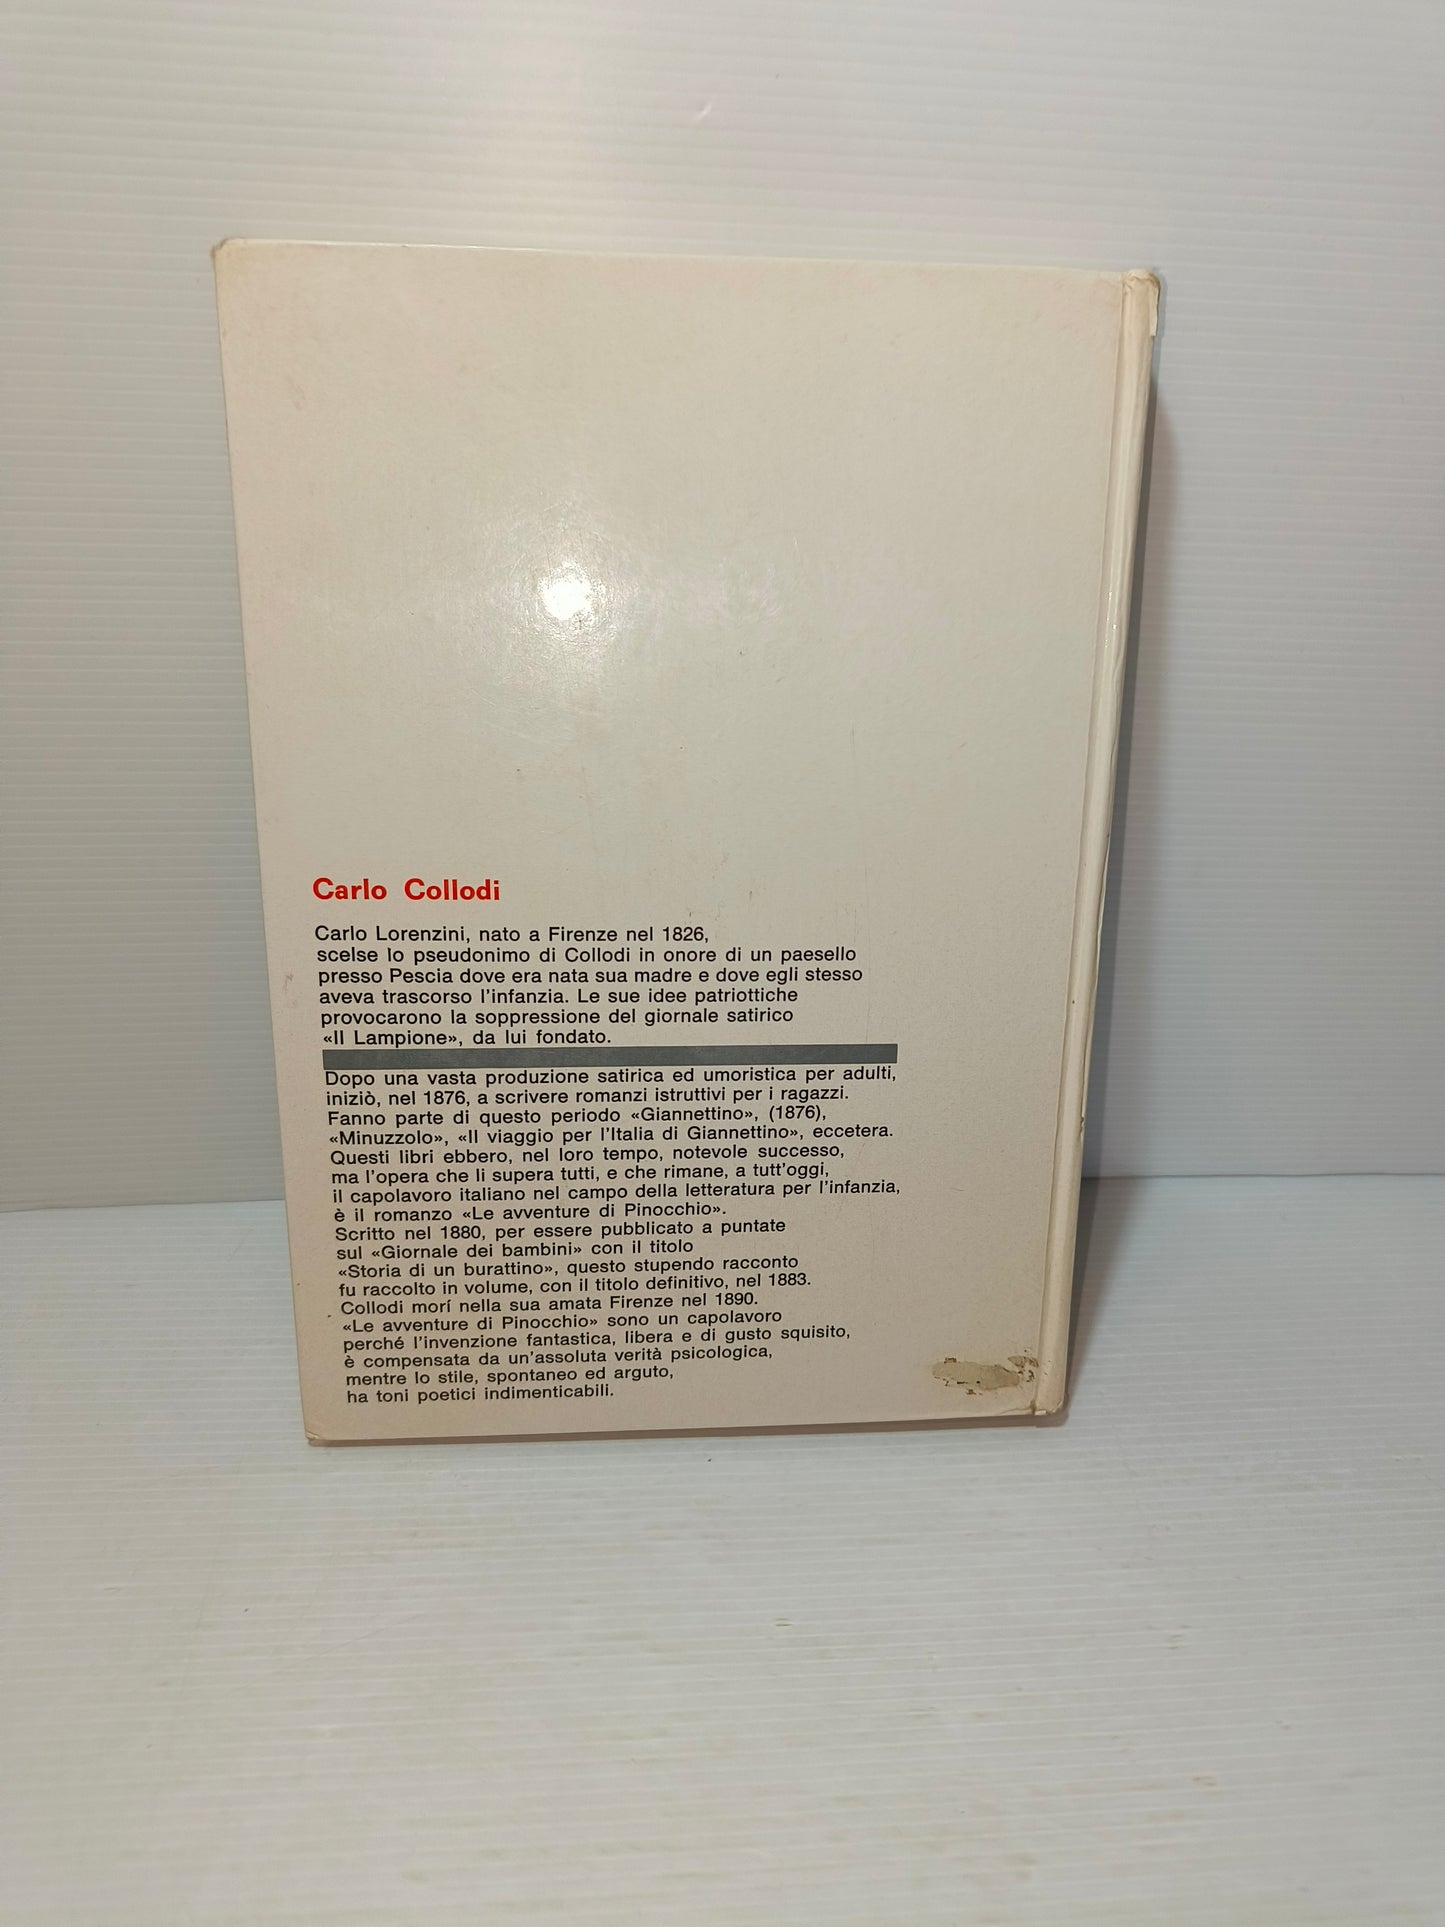 Carlo Collodi
Carlo Lorenzini, nato a Firenze nel 1826,
scelse lo pseudonimo di Collodi in onore di un paesello
presso Pescia dove era nata sua madre e dove egli stesso
aveva trascorso l'infanzia. Le sue idee patriottiche
provocarono la soppressione del giornale satirico
«Il Lampione», da lui fondato.
Dopo una vasta produzione satirica ed umoristica per adulti,
iniziò, nel 1876, a scrivere romanzi istruttivi per i ragazzi.
Fanno parte di questo periodo «Giannettino», (1876),
«Minuzzolo», «Il viaggio per l'Italia di Giannettino», eccetera.
Questi libri ebbero, nel loro tempo, notevole successo,
ma l'opera che li supera tutti, e che rimane, a tutt'oggi,
il capolavoro italiano nel campo della letteratura per l'infanzia,
è il romanzo «Le avventure di Pinocchio».
Scritto nel 1880, per essere pubblicato a puntate
sul «Giornale dei bambini» con il titolo
«Storia di un burattino», questo stupendo racconto
fu raccolto in volume, con il titolo definitivo, nel 1883.
Collodi morí nella sua amata Firenze nel 1890.
«Le avventure di Pinocchio» sono un capolavoro
perché l'invenzione fantastica, libera e di gusto squisito,
è compensata da un'assoluta verità psicologica,
mentre lo stile, spontaneo ed arguto,
ha toni poetici indimenticabili.